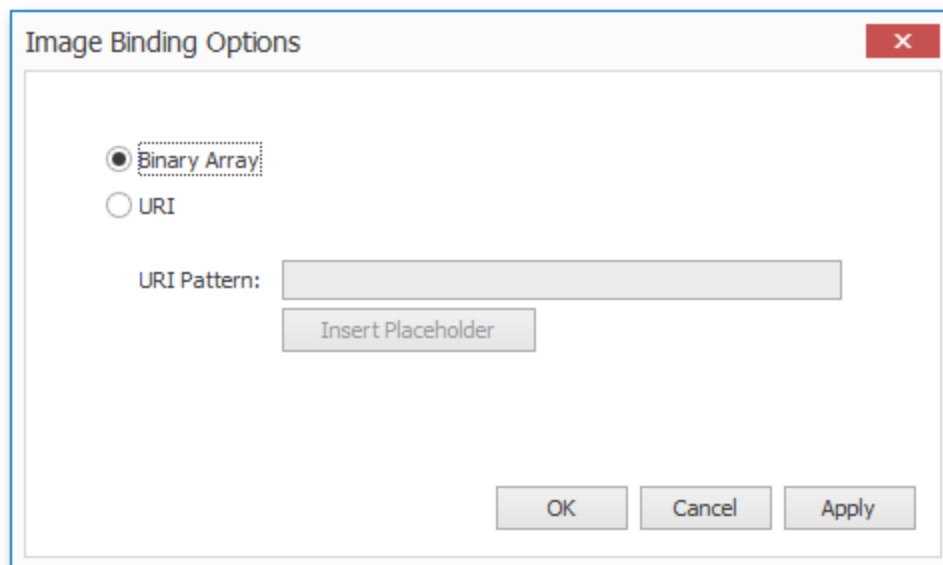 Image Binding Options
Binary Array
URI
URI Pattern:
Insert Placeholder
OK Cancel Apply